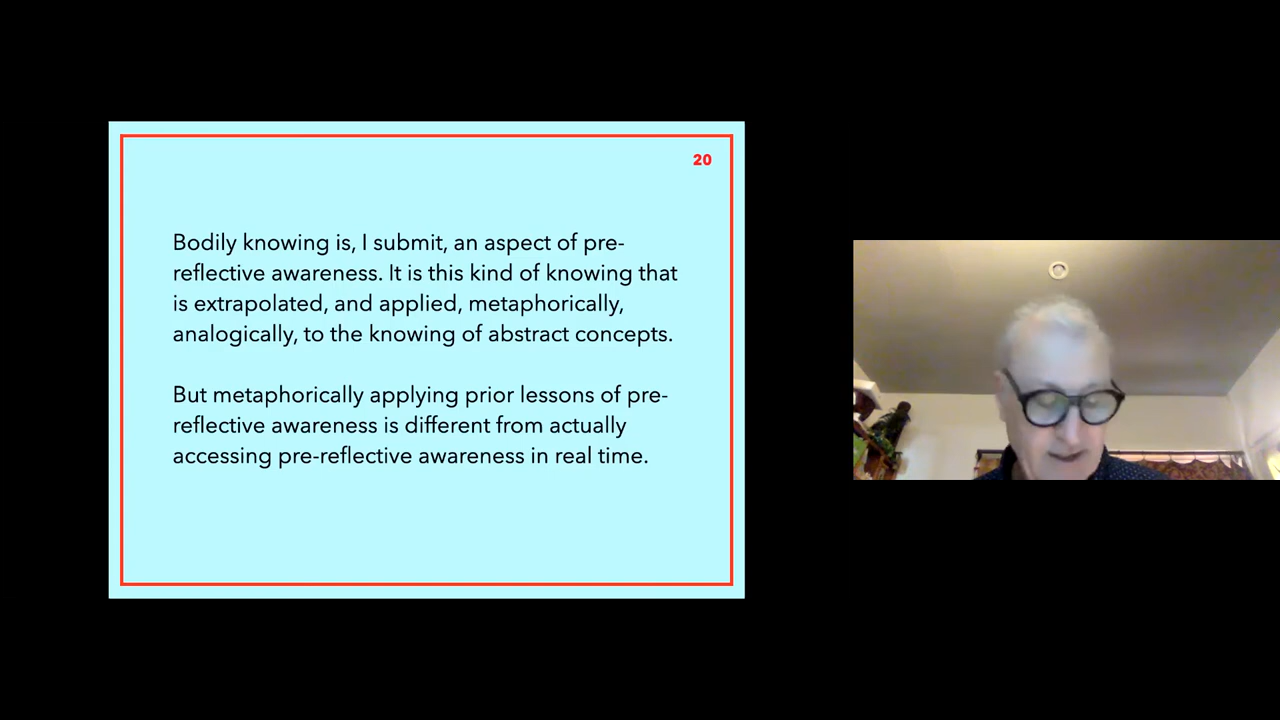 20
Bodily knowing is, I submit, an aspect of pre-
reflective awareness. It is this kind of knowing that
is extrapolated, and applied, metaphorically,
analogically, to the knowing of abstract concepts.
But metaphorically applying prior lessons of pre-
reflective awareness is different from actually
accessing pre-reflective awareness in real time.